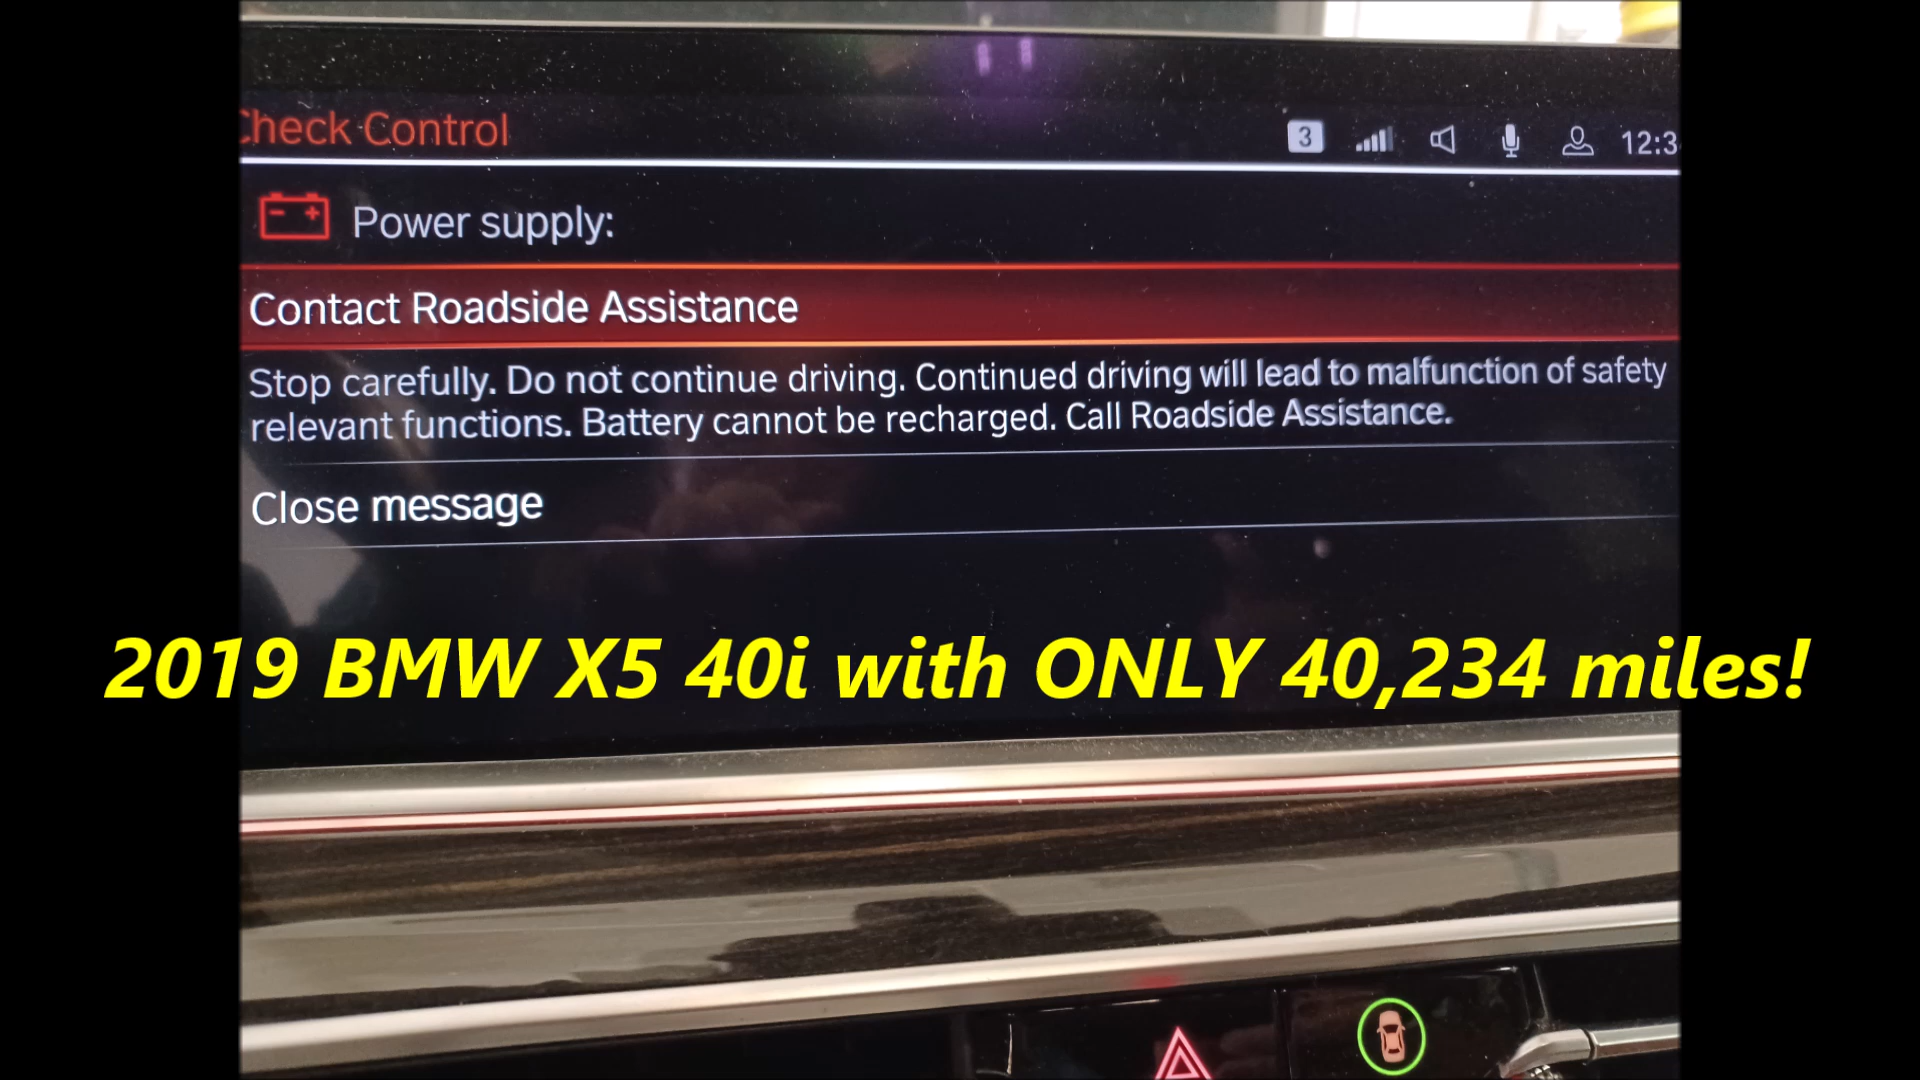 Check Control
3
12:3
Power supply:
Contact Roadside Assistance
Stop carefully. Do not continue driving. Continued driving will lead to malfunction of safety
relevant functions. Battery cannot be recharged. Call Roadside Assistance.
Close message
2019 BMW X5 40i with ONLY 40,234 miles!